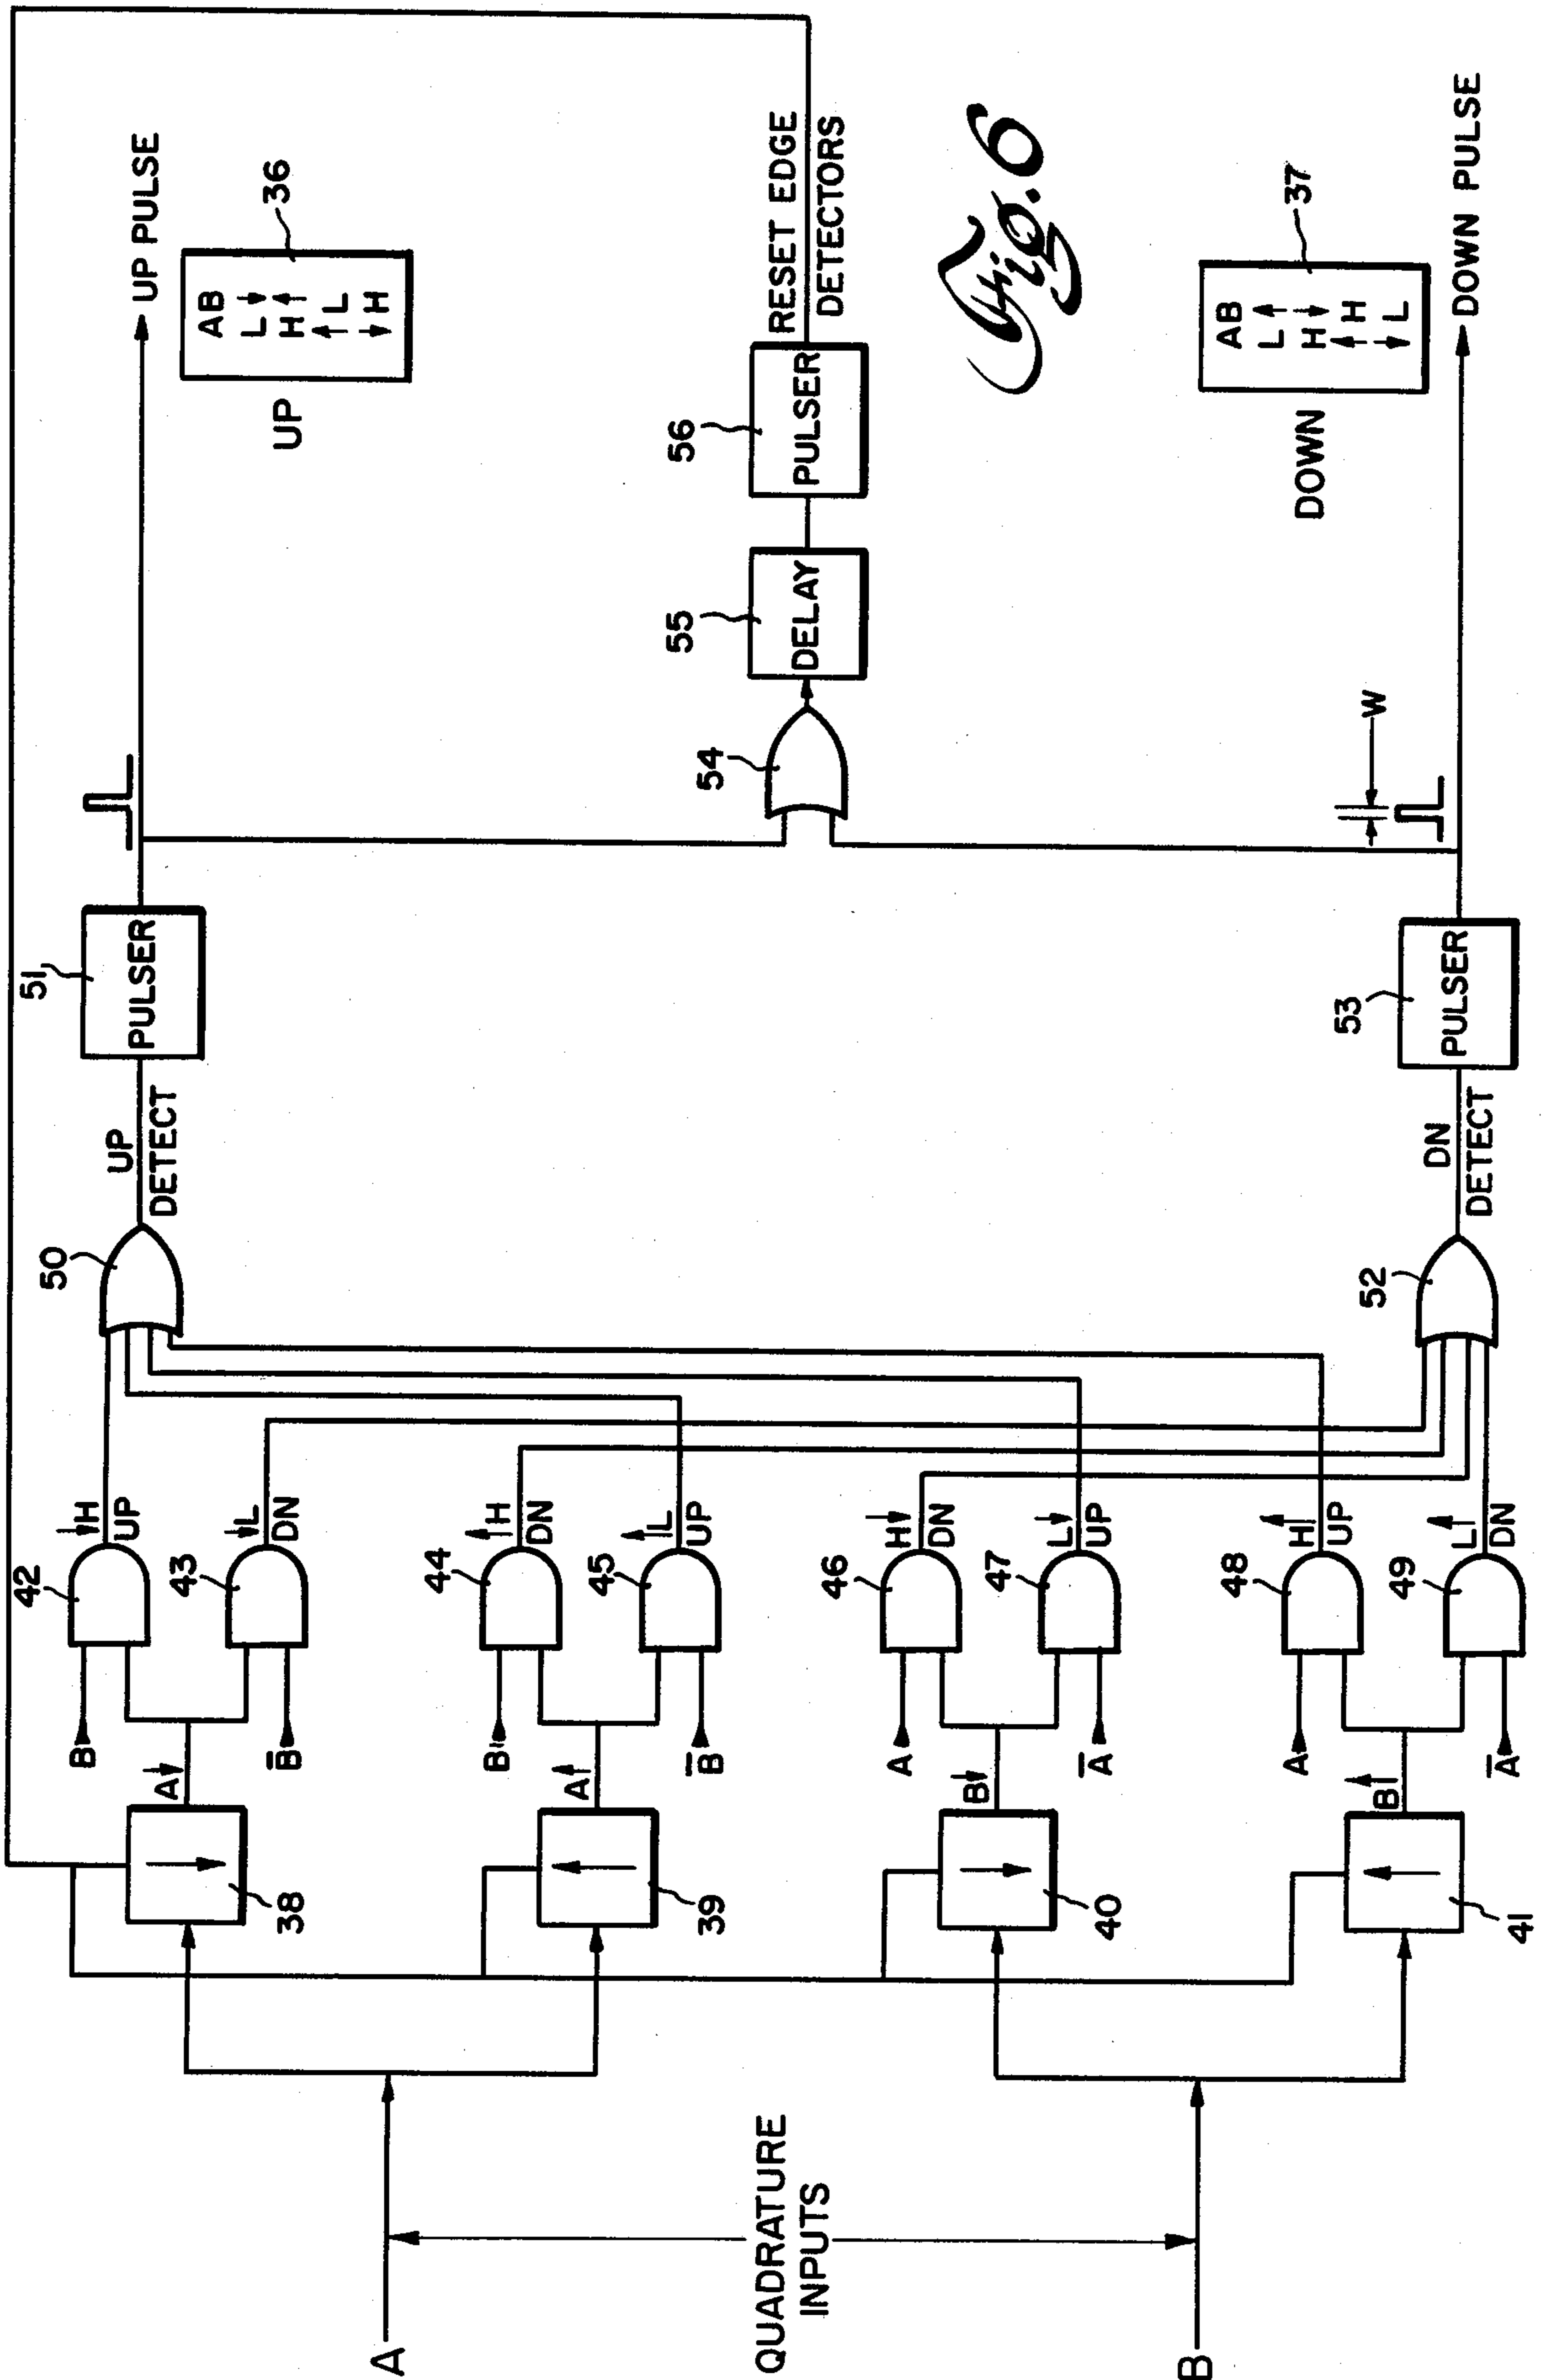 A
B
QUADRATURE
INPUTS
38
39
40
41
A↓
A↑
B↓
B↑
B
B̅
B
B̅
A
A̅
A
A̅
42
43
44
45
46
47
48
49
↓H
UP
↓L
DN
↑H
DN
↑L
UP
H↓
DN
L↓
UP
H↑
UP
L↑
DN
50
52
UP
DETECT
DN
DETECT
51
PULSER
53
PULSER
W
54
55
DELAY
56
PULSER
RESET EDGE
DETECTORS
UP PULSE
UP
36
AB
L↓
H↑
↑L
↓H
DOWN
37
AB
L↑
H↓
↑H
↓L
DOWN PULSE
Fig. 6